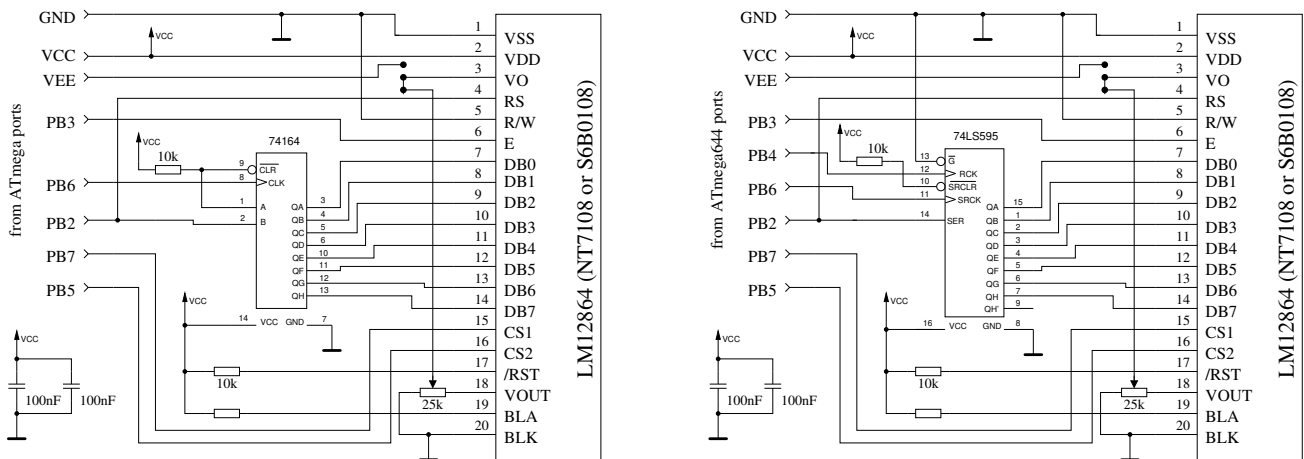 GND
VCC
VEE
PB3
PB6
PB2
PB7
PB5
from ATmega ports
VCC
VCC
10k
74164
9
CLR
8
CLK
1
A
2
B
QA
3
QB
4
QC
5
QD
6
QE
10
QF
11
QG
12
QH
13
14
VCC
GND
7
VCC
10k
VCC
100nF
100nF
25k
1
VSS
2
VDD
3
VO
4
RS
5
R/W
6
E
7
DB0
8
DB1
9
DB2
10
DB3
11
DB4
12
DB5
13
DB6
14
DB7
15
CS1
16
CS2
17
/RST
18
VOUT
19
BLA
20
BLK
LM12864 (NT7108 or S6B0108)
GND
VCC
VEE
PB3
PB4
PB6
PB2
PB7
PB5
from ATmega644 ports
VCC
VCC
10k
74LS595
13
G
12
RCK
10
SRCLR
11
SRCK
14
SER
QA
15
QB
1
QC
2
QD
3
QE
4
QF
5
QG
6
QH
7
QH'
9
16
VCC
GND
8
VCC
10k
VCC
100nF
100nF
25k
1
VSS
2
VDD
3
VO
4
RS
5
R/W
6
E
7
DB0
8
DB1
9
DB2
10
DB3
11
DB4
12
DB5
13
DB6
14
DB7
15
CS1
16
CS2
17
/RST
18
VOUT
19
BLA
20
BLK
LM12864 (NT7108 or S6B0108)